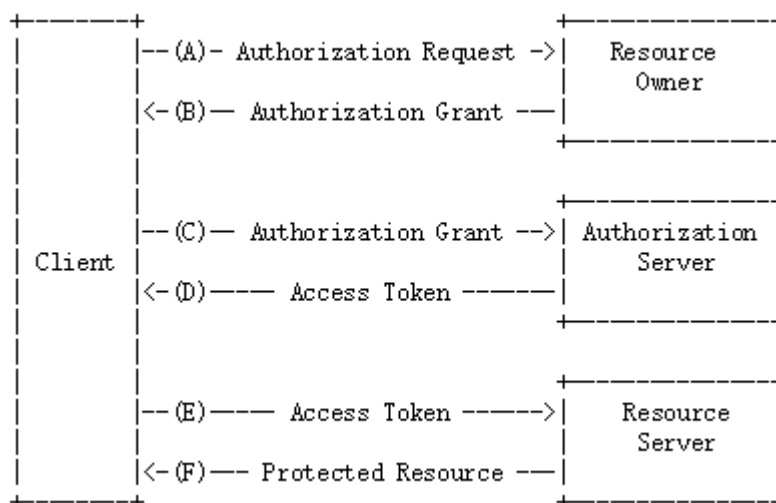 (A) Authorization Request
Resource
Owner
(B) Authorization Grant
(C) Authorization Grant
Authorization
Client
Server
(D) Access Token
(E) Access Token
Resource
Server
(F) Protected Resource